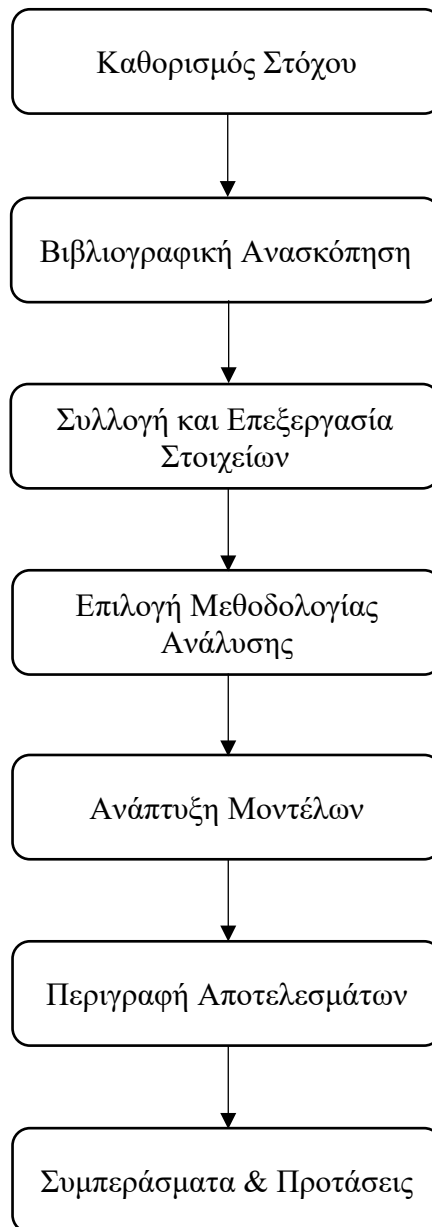 Καθορισμός Στόχου
Βιβλιογραφική Ανασκόπηση
Συλλογή και Επεξεργασία
Στοιχείων
Επιλογή Μεθοδολογίας
Ανάλυσης
Ανάπτυξη Μοντέλων
Περιγραφή Αποτελεσμάτων
Συμπεράσματα & Προτάσεις